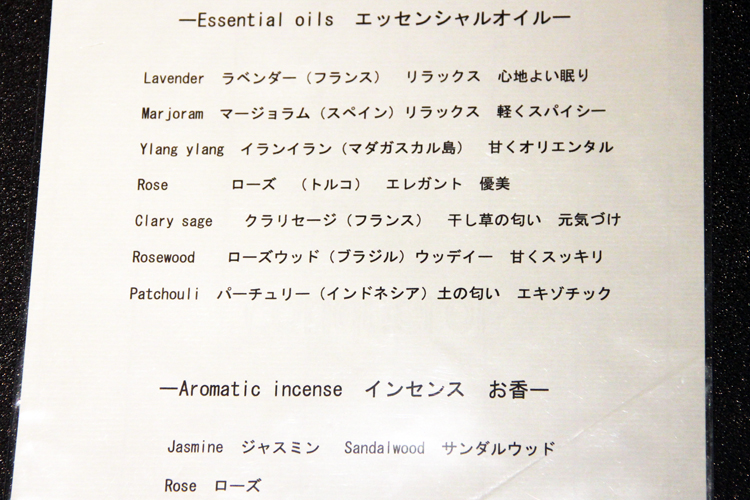 ―Essential oils エッセンシャルオイル―
Lavender ラベンダー(フランス) リラックス 心地よい眠り
Marjoram マージョラム(スペイン)リラックス 軽くスパイシー
Ylang ylang イランイラン(マダガスカル島) 甘くオリエンタル
Rose ローズ (トルコ) エレガント 優美
Clary sage クラリセージ(フランス) 干し草の匂い 元気づけ
Rosewood ローズウッド(ブラジル)ウッデイー 甘くスッキリ
Patchouli パーチュリー(インドネシア)土の匂い エキゾチック
―Aromatic incense インセンス お香―
Jasmine ジャスミン Sandalwood サンダルウッド
Rose ローズ